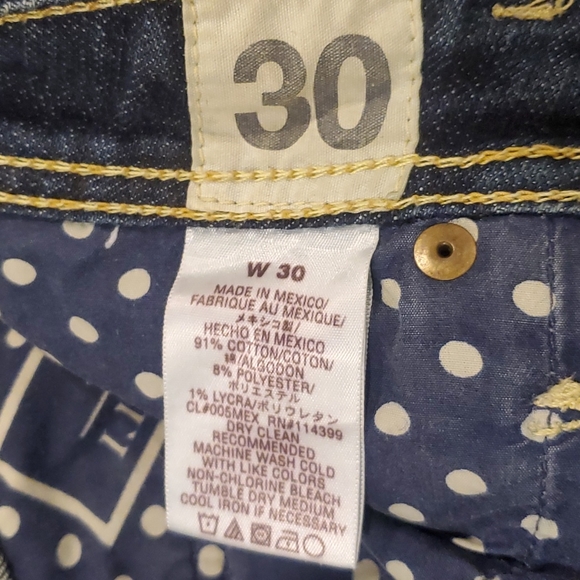 30
W 30
MADE IN MEXICO/
FABRIQUE AU MEXIQUE/
メキシコ製/
HECHO EN MEXICO
91% COTTON/COTON/
綿/ALGODON
8% POLYESTER/
ポリエステル
1% LYCRA/ポリウレタン
CL#005MEX RN#114399
DRY CLEAN
RECOMMENDED
MACHINE WASH COLD
WITH LIKE COLORS
NON-CHLORINE BLEACH
TUMBLE DRY MEDIUM
COOL IRON IF NECESSARY